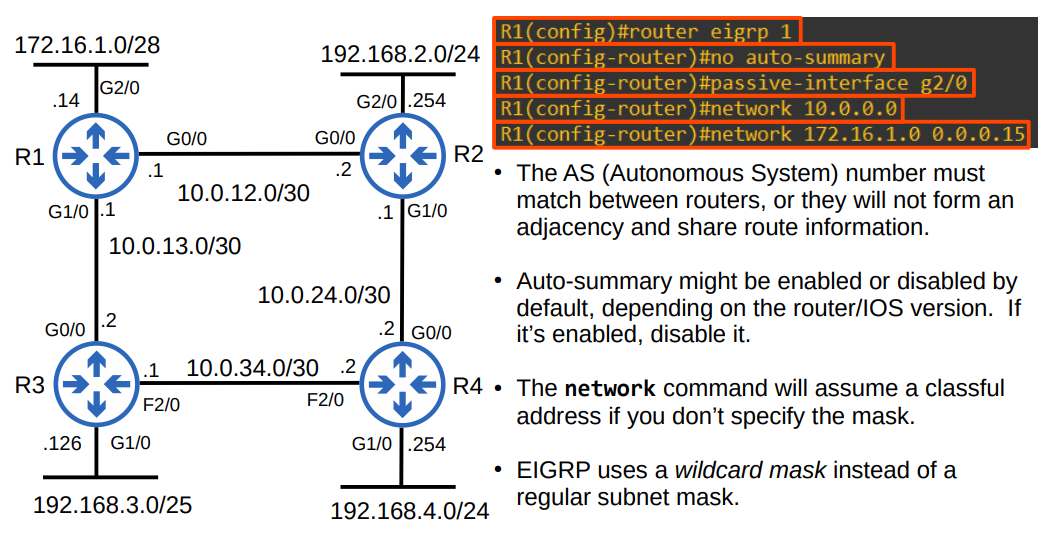 172.16.1.0/28
192.168.2.0/24
G2/0
.14
G2/0
.254
G0/0
G0/0
R1
R2
.1
.2
10.0.12.0/30
G1/0
.1
.1
G1/0
10.0.13.0/30
10.0.24.0/30
.2
G0/0
.2
G0/0
R3
.1
10.0.34.0/30
.2
R4
F2/0
F2/0
.126
G1/0
G1/0
.254
192.168.3.0/25
192.168.4.0/24
R1(config)#router eigrp 1
R1(config-router)#no auto-summary
R1(config-router)#passive-interface g2/0
R1(config-router)#network 10.0.0.0
R1(config-router)#network 172.16.1.0 0.0.0.15
• The AS (Autonomous System) number must
match between routers, or they will not form an
adjacency and share route information.
• Auto-summary might be enabled or disabled by
default, depending on the router/IOS version. If
it’s enabled, disable it.
• The network command will assume a classful
address if you don’t specify the mask.
• EIGRP uses a wildcard mask instead of a
regular subnet mask.